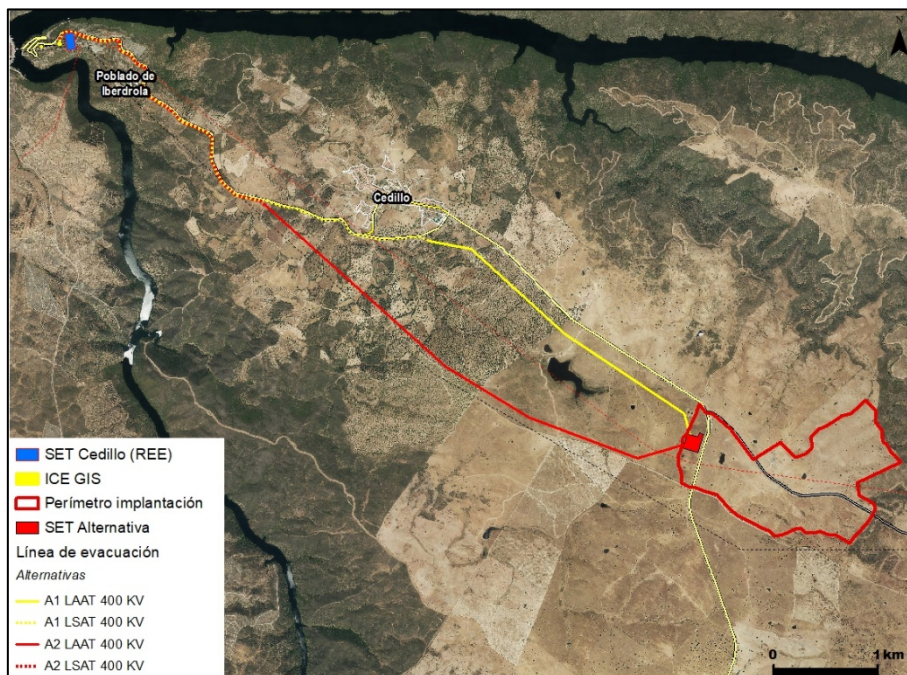 N
Poblado de
Iberdrola
Cedillo
SET Cedillo (REE)
ICE GIS
Perímetro implantación
SET Alternativa
Línea de evacuación
Alternativas
A1 LAAT 400 KV
A1 LSAT 400 KV
A2 LAAT 400 KV
A2 LSAT 400 KV
0 1 km